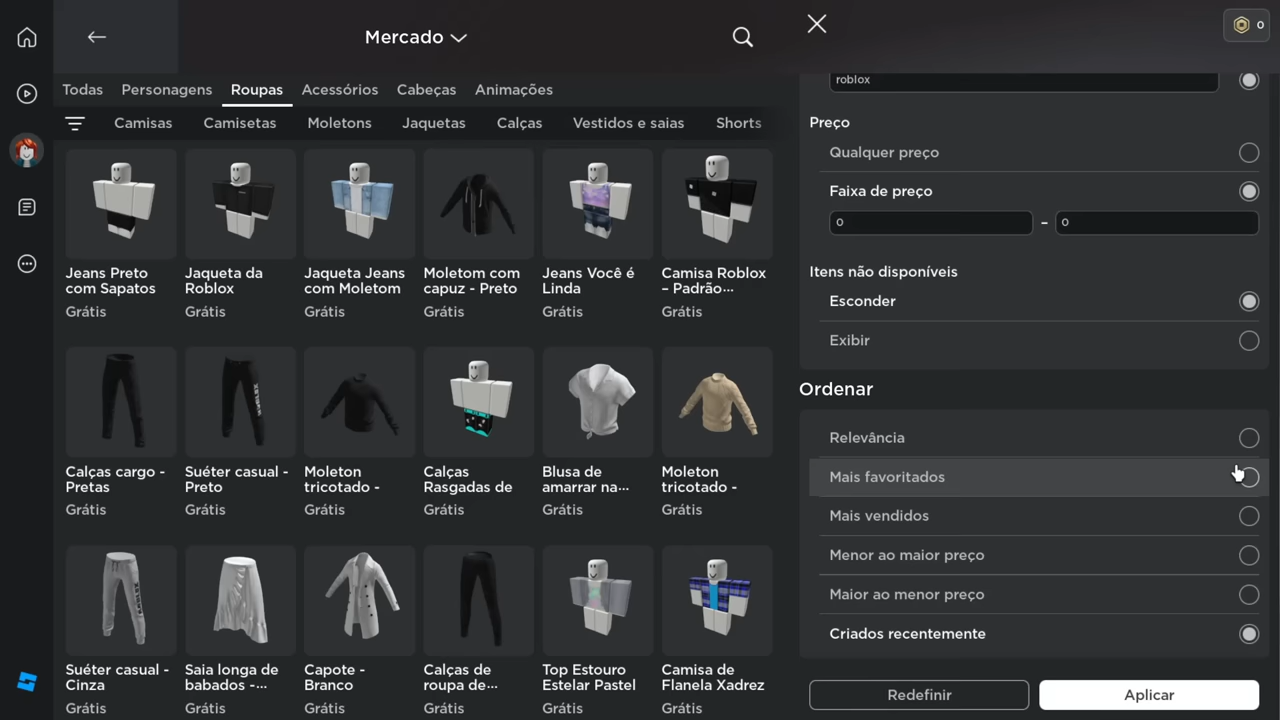 Mercado
0
Todas
Personagens
Roupas
Acessórios
Cabeças
Animações
Camisas
Camisetas
Moletons
Jaquetas
Calças
Vestidos e saias
Shorts
Jeans Preto
com Sapatos
Grátis
Jaqueta da
Roblox
Grátis
Jaqueta Jeans
com Moletom
Grátis
Moletom com
capuz - Preto
Grátis
Jeans Você é
Linda
Grátis
Camisa Roblox
– Padrão...
Grátis
Calças cargo -
Pretas
Grátis
Suéter casual -
Preto
Grátis
Moleton
tricotado -
Grátis
Calças
Rasgadas de
Grátis
Blusa de
amarrar na...
Grátis
Moleton
tricotado -
Grátis
Suéter casual -
Cinza
Grátis
Saia longa de
babados -...
Grátis
Capote -
Branco
Grátis
Calças de
roupa de...
Grátis
Top Estouro
Estelar Pastel
Grátis
Camisa de
Flanela Xadrez
Grátis
roblox
Preço
Qualquer preço
Faixa de preço
0 – 0
Itens não disponíveis
Esconder
Exibir
Ordenar
Relevância
Mais favoritados
Mais vendidos
Menor ao maior preço
Maior ao menor preço
Criados recentemente
Redefinir
Aplicar